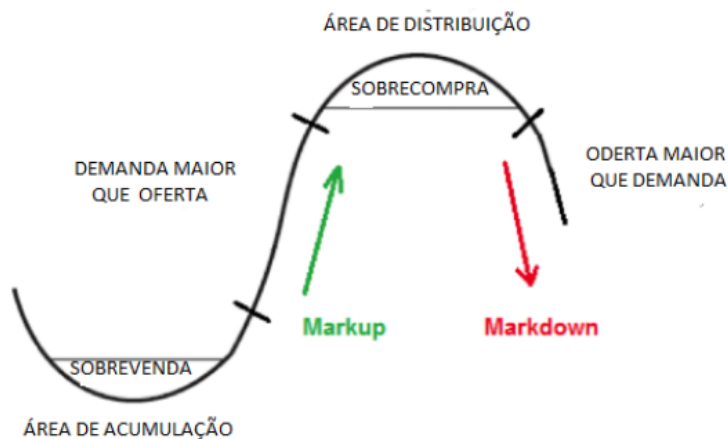 ÁREA DE DISTRIBUIÇÃO
SOBRECOMPRA
DEMANDA MAIOR
QUE OFERTA
ODERTA MAIOR
QUE DEMANDA
Markup
Markdown
SOBREVENDA
ÁREA DE ACUMULAÇÃO